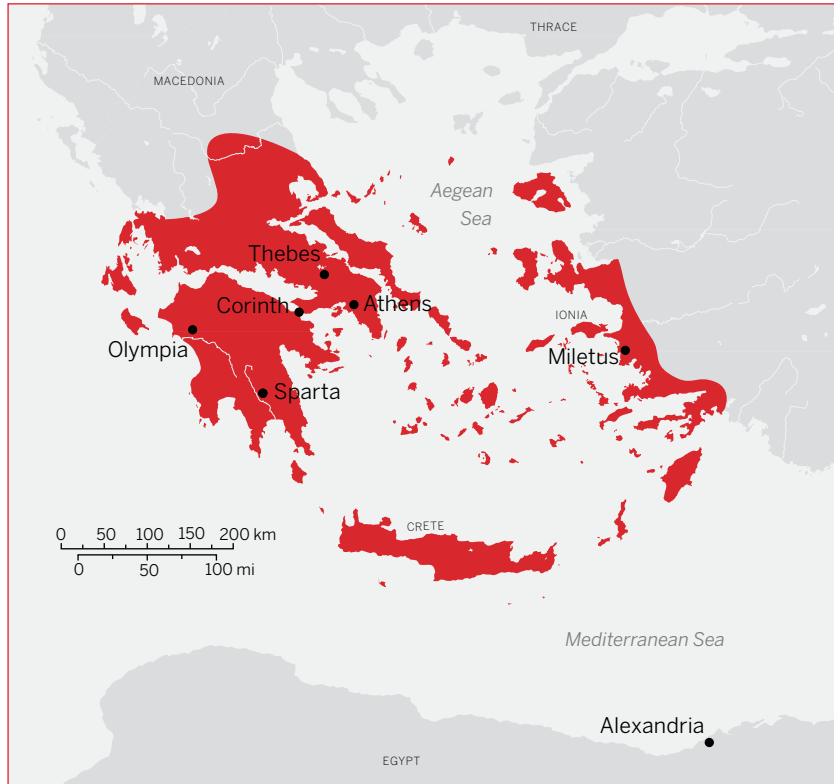 THRACE
MACEDONIA
Aegean
Sea
Thebes
Corinth
Athens
IONIA
Olympia
Miletus
Sparta
CRETE
0 50 100 150 200 km
0 50 100 mi
Mediterranean Sea
Alexandria
EGYPT